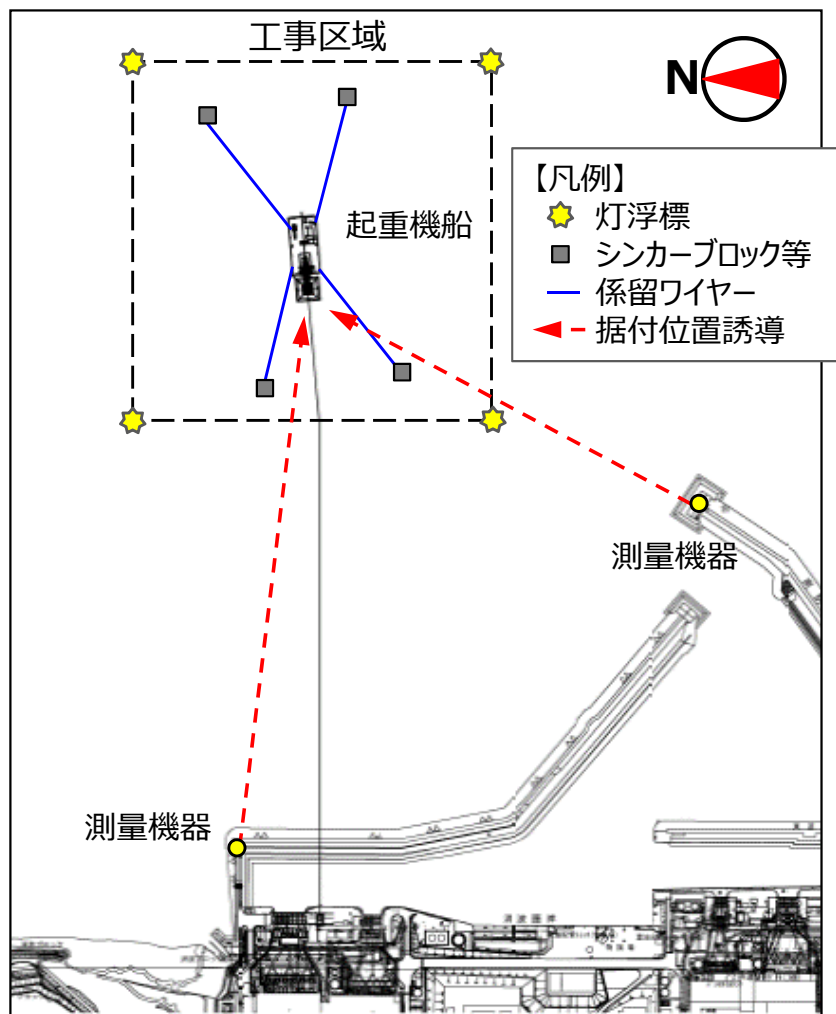 工事区域
N
【凡例】
灯浮標
シンカーブロック等
係留ワイヤー
据付位置誘導
起重機船
測量機器
測量機器